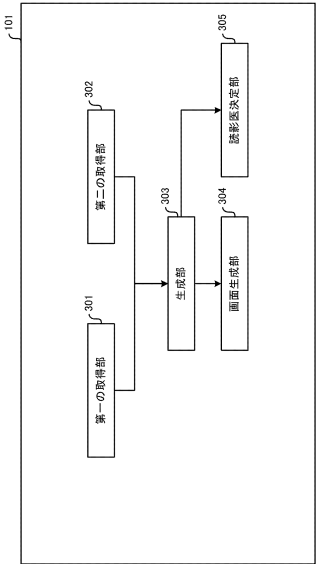 101
301
第一の取得部
302
第二の取得部
303
生成部
304
画面生成部
305
読影医決定部